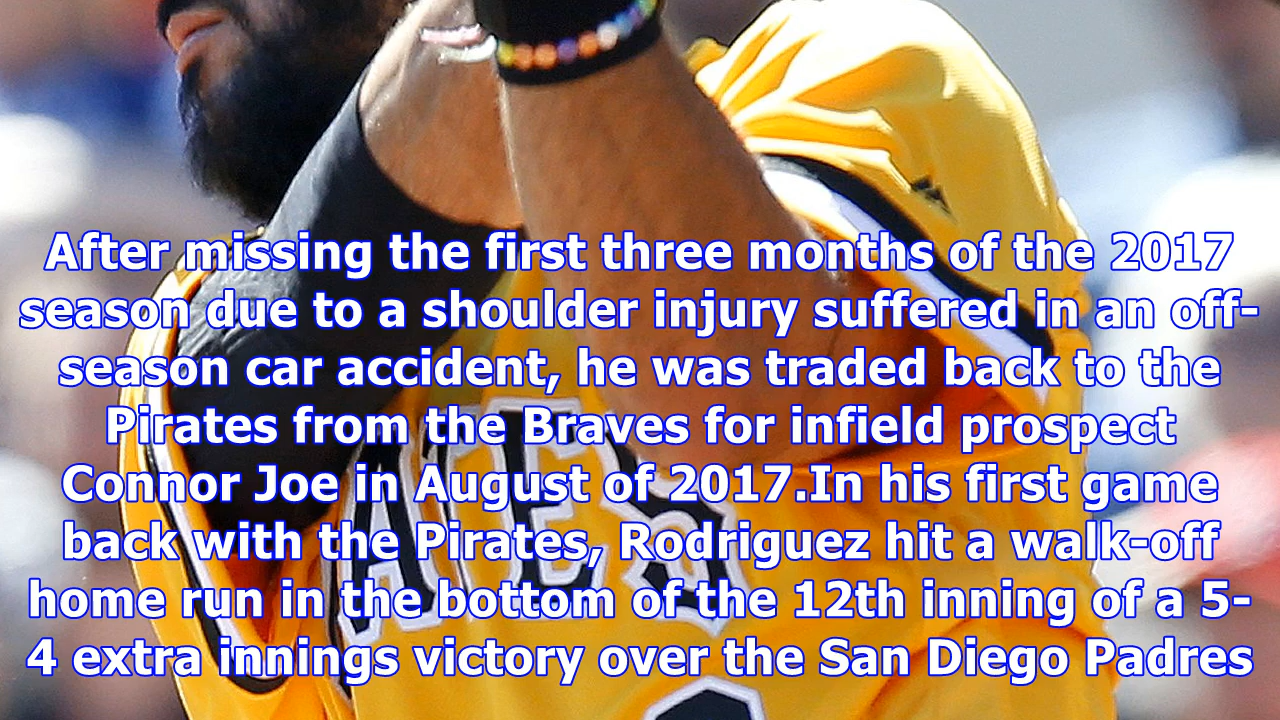 After missing the first three months of the 2017
season due to a shoulder injury suffered in an off-
season car accident, he was traded back to the
Pirates from the Braves for infield prospect
Connor Joe in August of 2017.In his first game
back with the Pirates, Rodriguez hit a walk-off
home run in the bottom of the 12th inning of a 5-
4 extra innings victory over the San Diego Padres